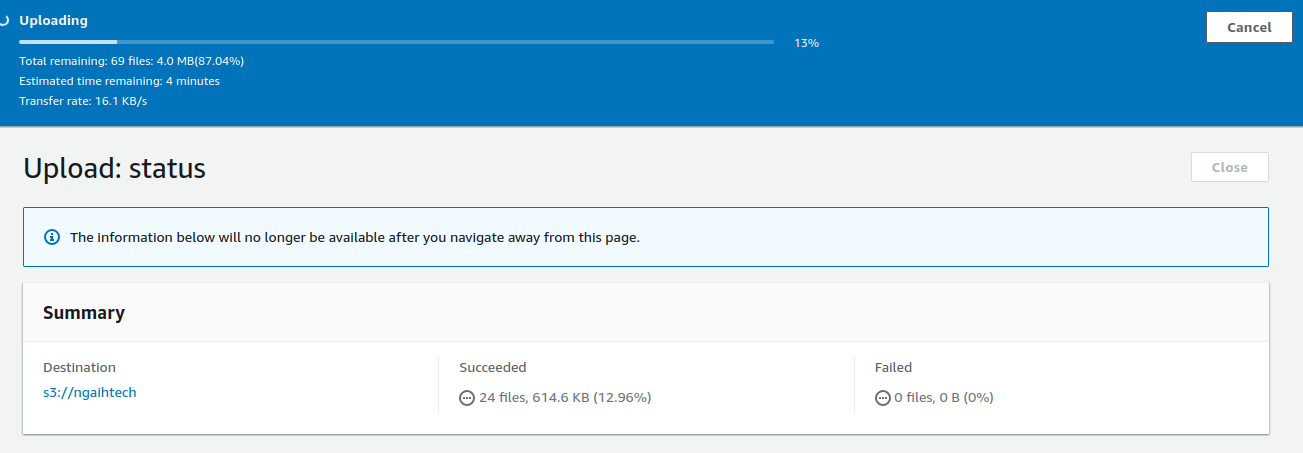 Uploading
Cancel
13%
Total remaining: 69 files: 4.0 MB(87.04%)
Estimated time remaining: 4 minutes
Transfer rate: 16.1 KB/s
Upload: status
Close
The information below will no longer be available after you navigate away from this page.
Summary
Destination
s3://ngaihtech
Succeeded
24 files, 614.6 KB (12.96%)
Failed
0 files, 0 B (0%)